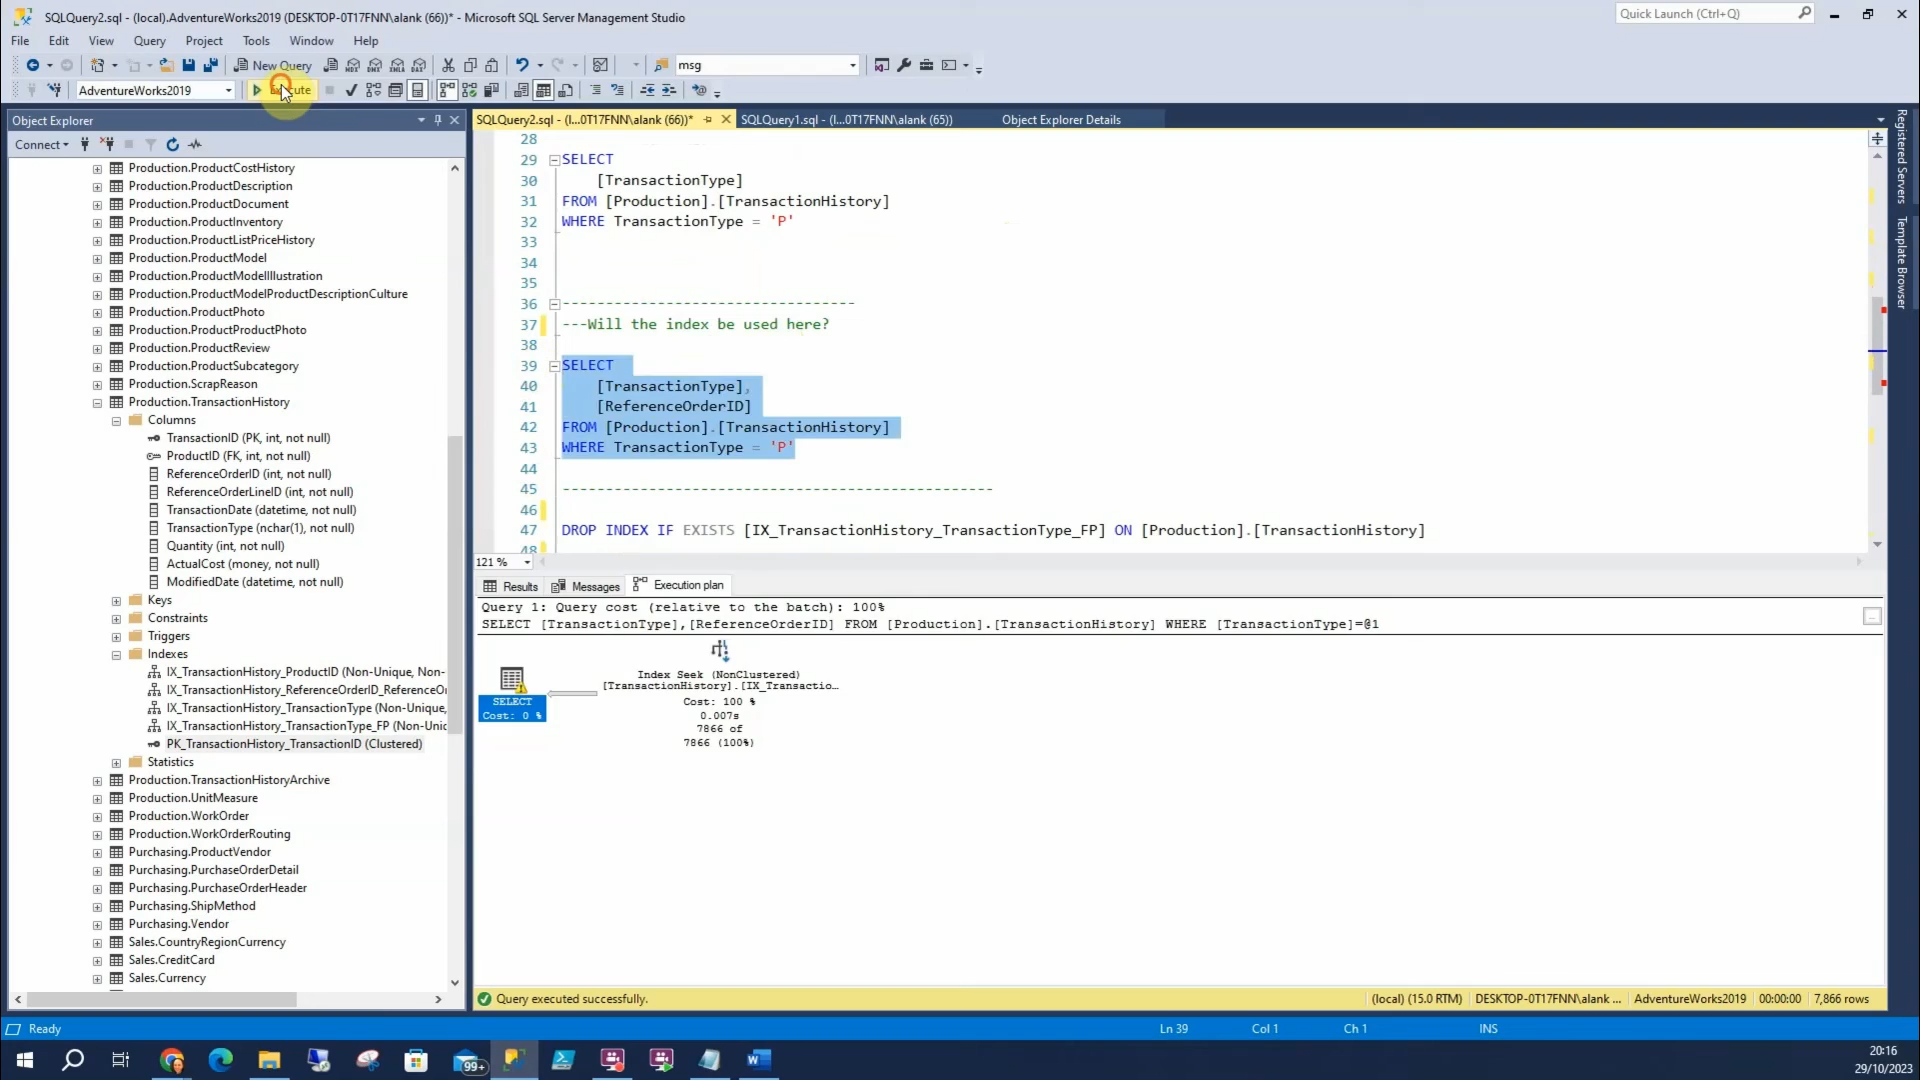 SQLQuery2.sql - (local).AdventureWorks2019 (DESKTOP-0T17FNN\alank (66))* - Microsoft SQL Server Management Studio
Quick Launch (Ctrl+Q)
File Edit View Query Project Tools Window Help
New Query
msg
AdventureWorks2019
Execute
Object Explorer
SQLQuery2.sql - (l...0T17FNN\alank (66))*
SQLQuery1.sql - (l...0T17FNN\alank (65))
Object Explorer Details
Registered Servers
Template Browser
Connect
Production.ProductCostHistory
Production.ProductDescription
Production.ProductDocument
Production.ProductInventory
Production.ProductListPriceHistory
Production.ProductModel
Production.ProductModelIllustration
Production.ProductModelProductDescriptionCulture
Production.ProductPhoto
Production.ProductProductPhoto
Production.ProductReview
Production.ProductSubcategory
Production.ScrapReason
Production.TransactionHistory
Columns
TransactionID (PK, int, not null)
ProductID (FK, int, not null)
ReferenceOrderID (int, not null)
ReferenceOrderLineID (int, not null)
TransactionDate (datetime, not null)
TransactionType (nchar(1), not null)
Quantity (int, not null)
ActualCost (money, not null)
ModifiedDate (datetime, not null)
Keys
Constraints
Triggers
Indexes
IX_TransactionHistory_ProductID (Non-Unique, Non-
IX_TransactionHistory_ReferenceOrderID_ReferenceOr
IX_TransactionHistory_TransactionType (Non-Unique,
IX_TransactionHistory_TransactionType_FP (Non-Unic
PK_TransactionHistory_TransactionID (Clustered)
Statistics
Production.TransactionHistoryArchive
Production.UnitMeasure
Production.WorkOrder
Production.WorkOrderRouting
Purchasing.ProductVendor
Purchasing.PurchaseOrderDetail
Purchasing.PurchaseOrderHeader
Purchasing.ShipMethod
Purchasing.Vendor
Sales.CountryRegionCurrency
Sales.CreditCard
Sales.Currency
28
29 SELECT
30 [TransactionType]
31 FROM [Production].[TransactionHistory]
32 WHERE TransactionType = 'P'
33
34
35
36 ----------------------------------
37 ---Will the index be used here?
38
39 SELECT
40 [TransactionType],
41 [ReferenceOrderID]
42 FROM [Production].[TransactionHistory]
43 WHERE TransactionType = 'P'
44
45 --------------------------------------------------
46
47 DROP INDEX IF EXISTS [IX_TransactionHistory_TransactionType_FP] ON [Production].[TransactionHistory]
48
121 %
Results Messages Execution plan
Query 1: Query cost (relative to the batch): 100%
SELECT [TransactionType],[ReferenceOrderID] FROM [Production].[TransactionHistory] WHERE [TransactionType]=@1
SELECT
Cost: 0 %
Index Seek (NonClustered)
[TransactionHistory].[IX_Transactio...
Cost: 100 %
0.007s
7866 of
7866 (100%)
Query executed successfully.
(local) (15.0 RTM) DESKTOP-0T17FNN\alank ... AdventureWorks2019 00:00:00 7,866 rows
Ready
Ln 39 Col 1 Ch 1 INS
99+
20:16
29/10/2023